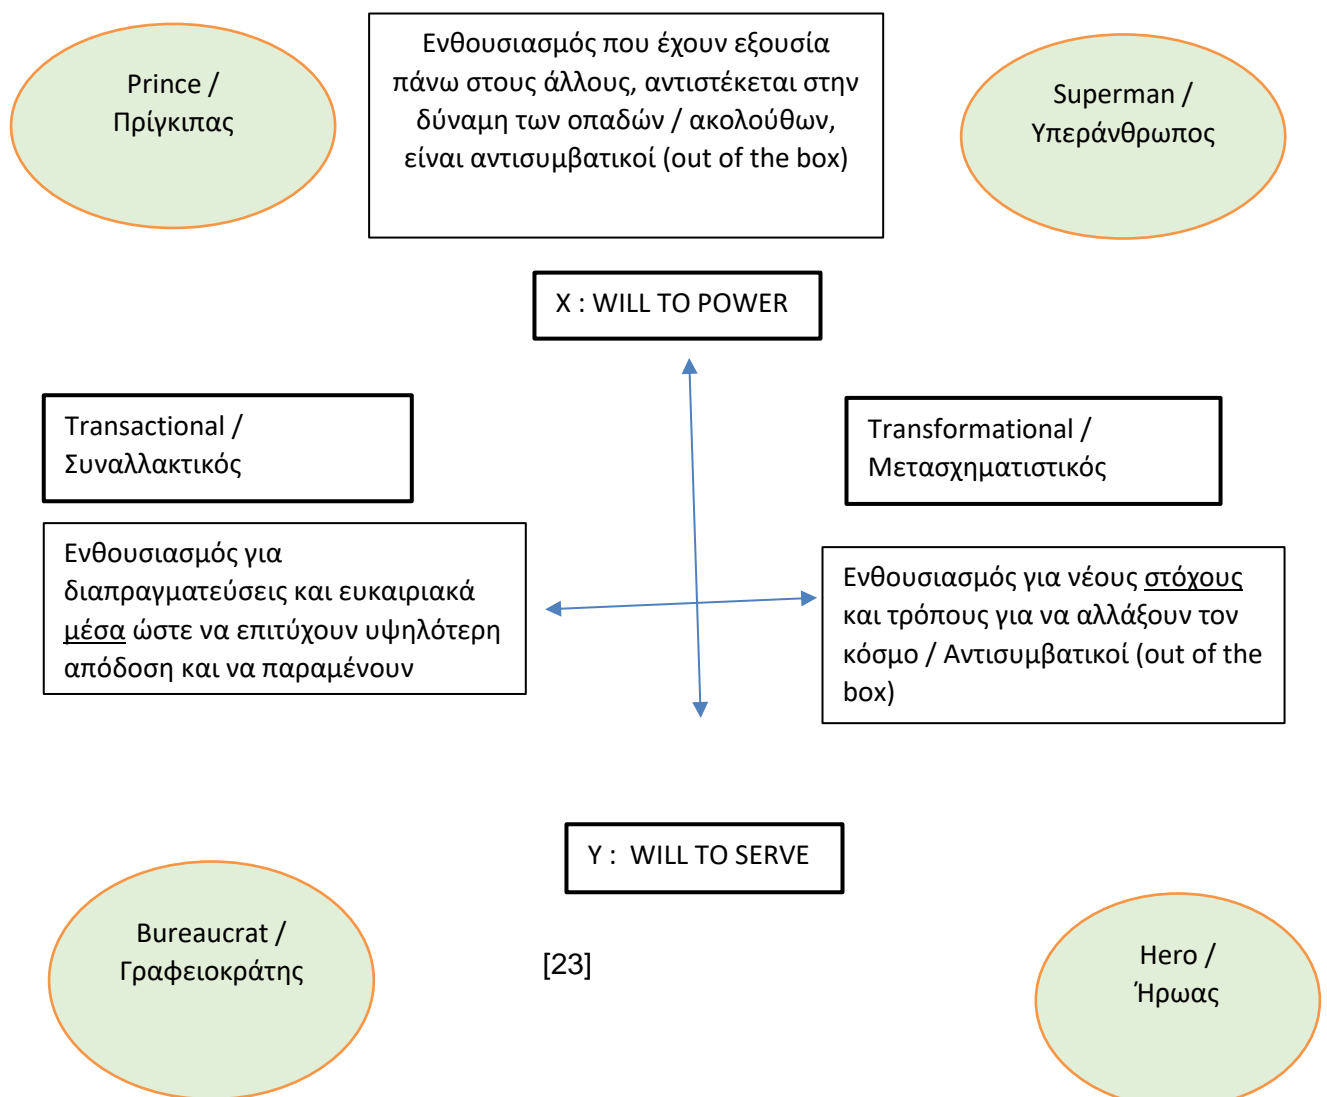 Prince /
Πρίγκιπας
Ενθουσιασμός που έχουν εξουσία
πάνω στους άλλους, αντιστέκεται στην
δύναμη των οπαδών / ακολούθων,
είναι αντισυμβατικοί (out of the box)
Superman /
Υπεράνθρωπος
X : WILL TO POWER
Transactional /
Συναλλακτικός
Transformational /
Μετασχηματιστικός
Ενθουσιασμός για
διαπραγματεύσεις και ευκαιριακά
μέσα ώστε να επιτύχουν υψηλότερη
απόδοση και να παραμένουν
Ενθουσιασμός για νέους στόχους
και τρόπους για να αλλάξουν τον
κόσμο / Αντισυμβατικοί (out of the
box)
Y :  WILL TO SERVE
Bureaucrat /
Γραφειοκράτης
[23]
Hero /
Ήρωας